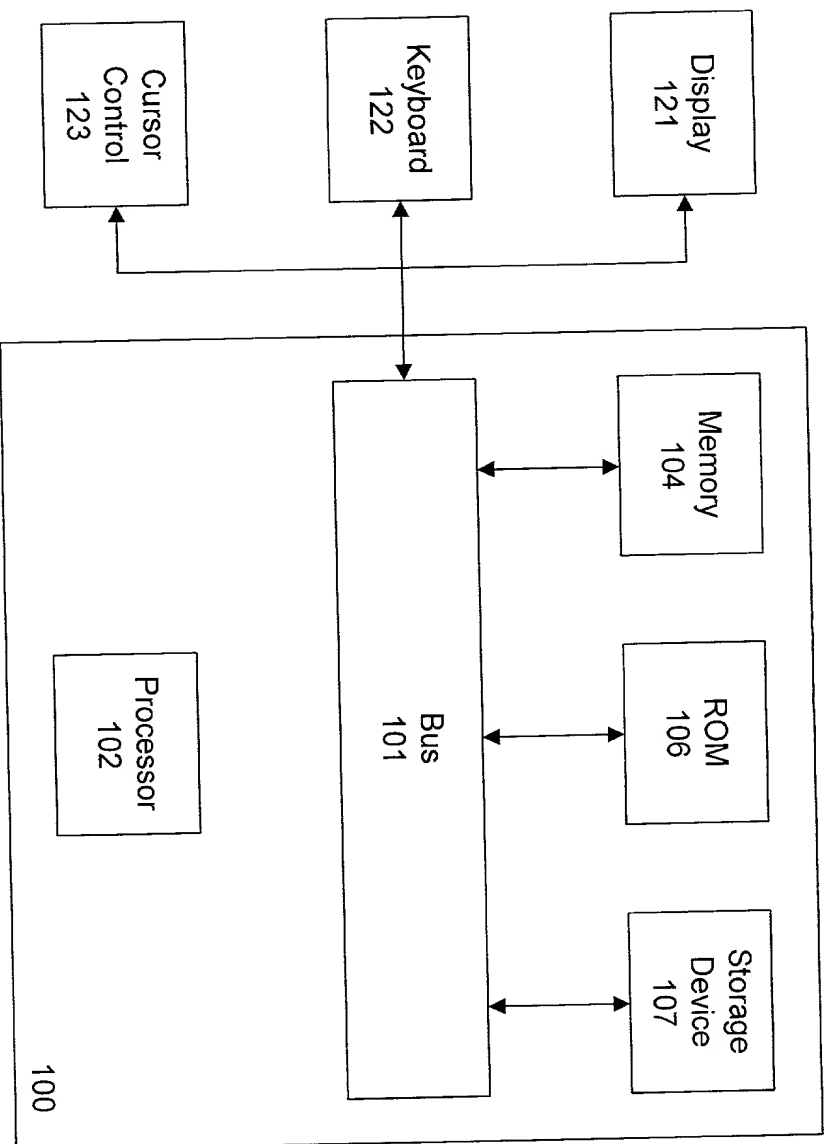 Display
121
Keyboard
122
Cursor
Control
123
Memory
104
ROM
106
Storage
Device
107
Bus
101
Processor
102
100